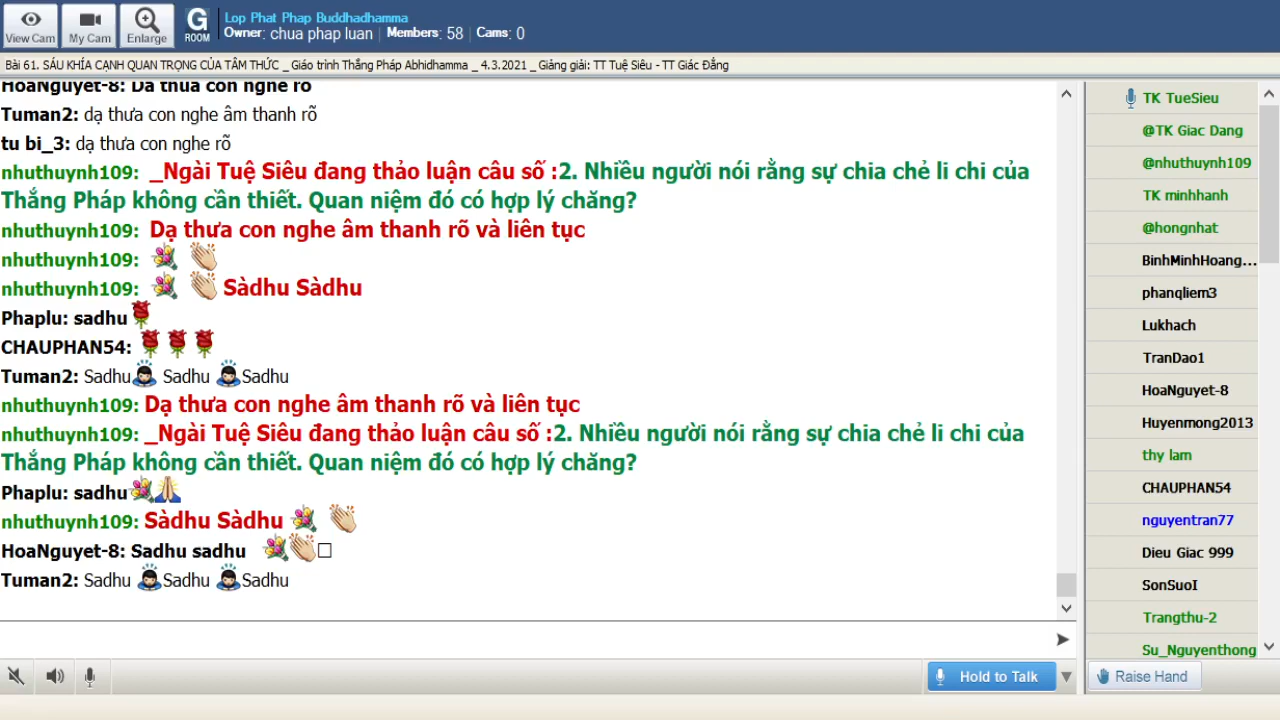 View Cam
My Cam
Enlarge
G
ROOM
Lop Phat Phap Buddhadhamma
Owner: chua phap luan | Members: 58 | Cams: 0
Bài 61. SÁU KHÍA CẠNH QUAN TRỌNG CỦA TÂM THỨC _ Giáo trình Thắng Pháp Abhidhamma _ 4.3.2021 _ Giảng giải: TT Tuệ Siêu - TT Giác Đẳng
HoaNguyet-8: Dạ thưa con nghe rõ
Tuman2: dạ thưa con nghe âm thanh rõ
tu bi_3: dạ thưa con nghe rõ
nhuthuynh109: _Ngài Tuệ Siêu đang thảo luận câu số :2. Nhiều người nói rằng sự chia chẻ li chi của
Thắng Pháp không cần thiết. Quan niệm đó có hợp lý chăng?
nhuthuynh109: Dạ thưa con nghe âm thanh rõ và liên tục
nhuthuynh109: 💐 👏
nhuthuynh109: 💐 👏 Sàdhu Sàdhu
Phaplu: sadhu🌹
CHAUPHAN54: 🌹🌹🌹
Tuman2: Sadhu🙇 Sadhu 🙇Sadhu
nhuthuynh109: Dạ thưa con nghe âm thanh rõ và liên tục
nhuthuynh109: _Ngài Tuệ Siêu đang thảo luận câu số :2. Nhiều người nói rằng sự chia chẻ li chi của
Thắng Pháp không cần thiết. Quan niệm đó có hợp lý chăng?
Phaplu: sadhu💐🙏
nhuthuynh109: Sàdhu Sàdhu 💐 👏
HoaNguyet-8: Sadhu sadhu 💐👏□
Tuman2: Sadhu 🙇Sadhu 🙇Sadhu
TK TueSieu
@TK Giac Dang
@nhuthuynh109
TK minhhanh
@hongnhat
BinhMinhHoang...
phanqliem3
Lukhach
TranDao1
HoaNguyet-8
Huyenmong2013
thy lam
CHAUPHAN54
nguyentran77
Dieu Giac 999
SonSuoI
Trangthu-2
Su_Nguyenthong
Hold to Talk
Raise Hand